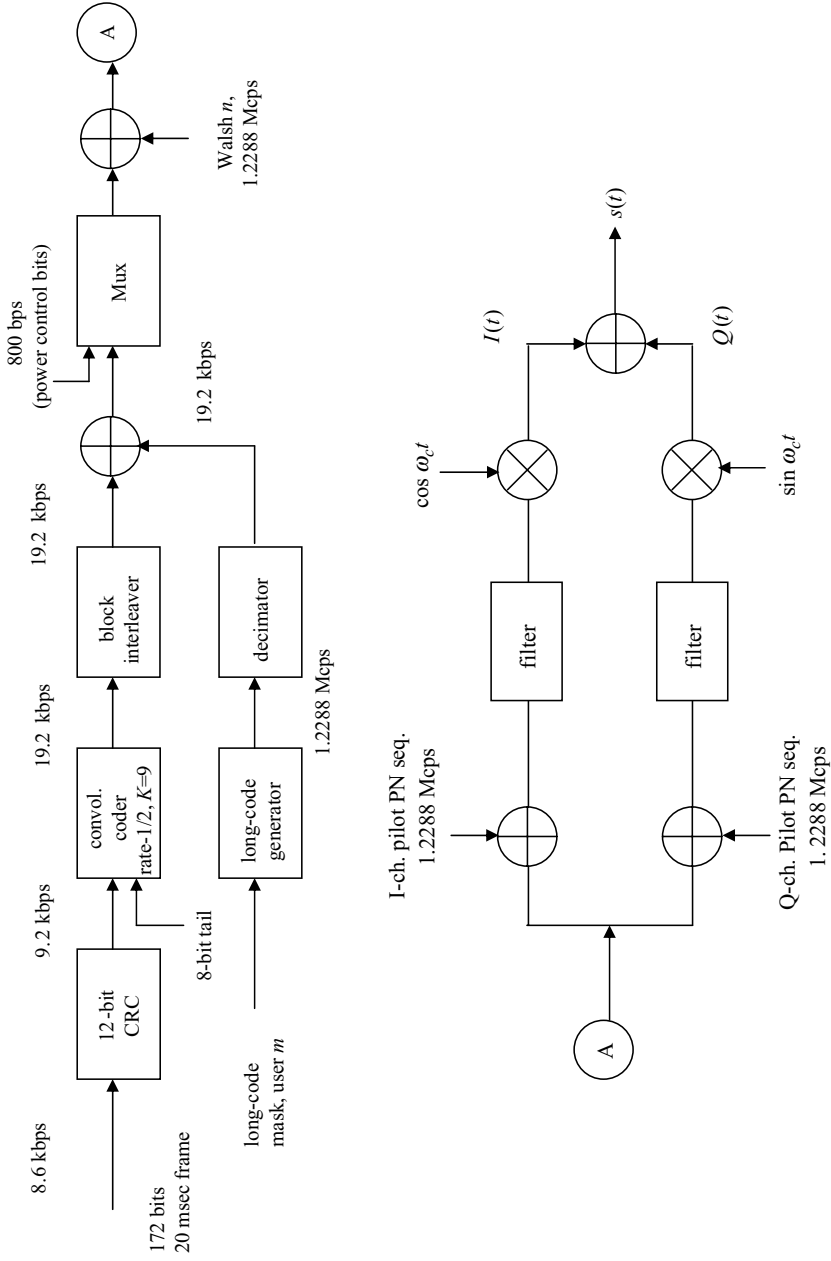 8.6 kbps
172 bits
20 msec frame
12-bit
CRC
9.2 kbps
8-bit tail
convol.
coder
rate-1/2, K=9
19.2 kbps
block
interleaver
19.2 kbps
long-code
mask, user m
long-code
generator
1.2288 Mcps
decimator
19.2 kbps
800 bps
(power control bits)
Mux
Walsh n,
1.2288 Mcps
A
A
I-ch. pilot PN seq.
1.2288 Mcps
filter
cos ωct
I(t)
Q-ch. Pilot PN seq.
1. 2288 Mcps
filter
sin ωct
Q(t)
s(t)